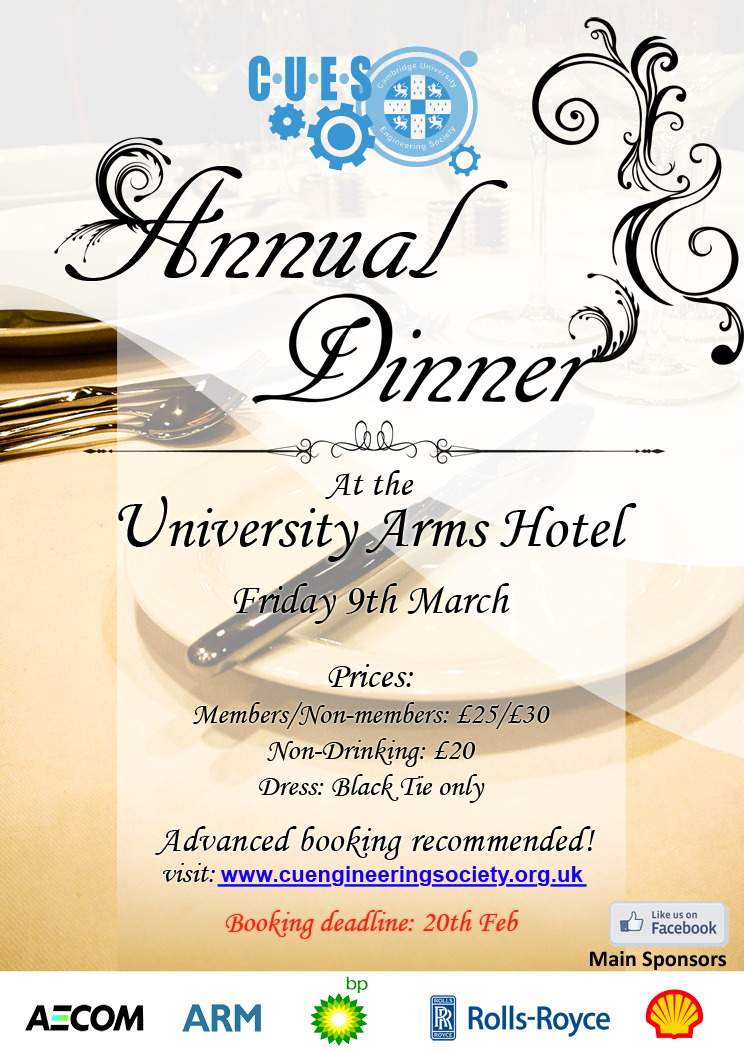 C·U·E·S
Cambridge University
Engineering Society
Annual
Dinner
At the
University Arms Hotel
Friday 9th March
Prices:
Members/Non-members: £25/£30
Non-Drinking: £20
Dress: Black Tie only
Advanced booking recommended!
visit: www.cuengineeringsociety.org.uk
Booking deadline: 20th Feb
Like us on
Facebook
Main Sponsors
AECOM
ARM
bp
ROLLS
RR
ROYCE
Rolls-Royce